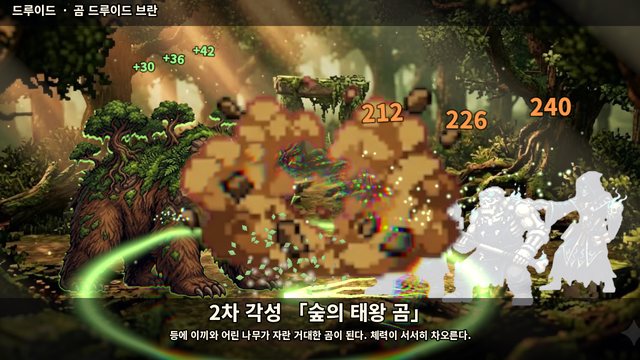 드루이드 · 곰 드루이드 브란
+30 +36 +42
212 226 240
2차 각성 「숲의 태왕 곰」
등에 이끼와 어린 나무가 자란 거대한 곰이 된다. 체력이 서서히 차오른다.